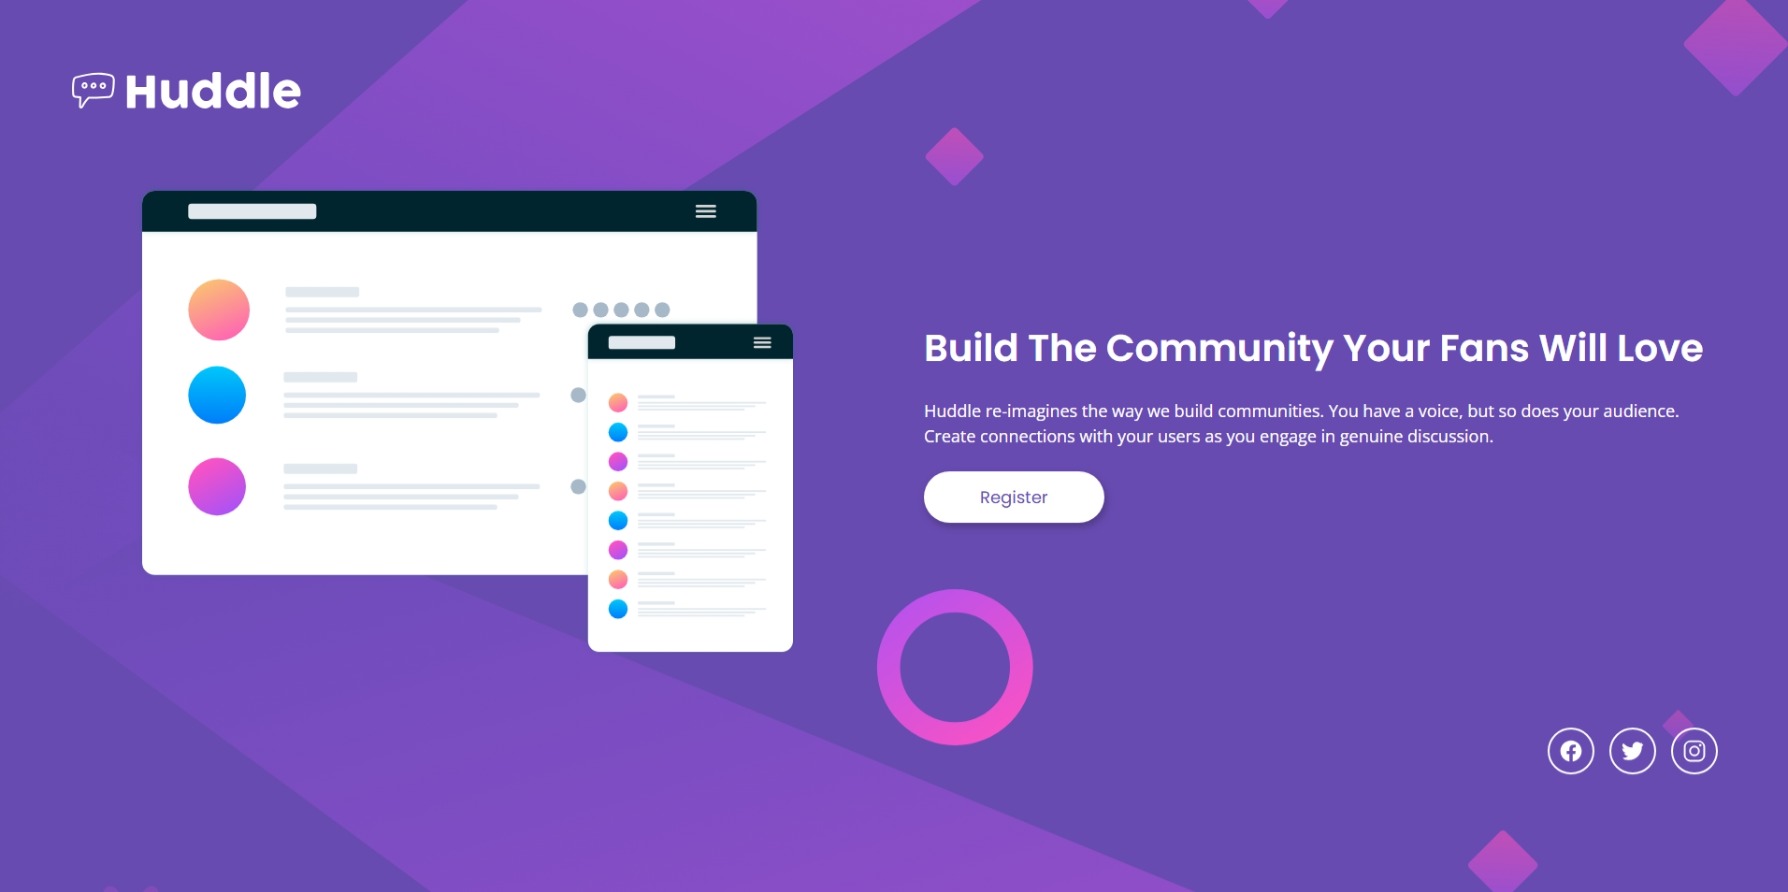 Huddle
Build The Community Your Fans Will Love
Huddle re-imagines the way we build communities. You have a voice, but so does your audience.
Create connections with your users as you engage in genuine discussion.
Register